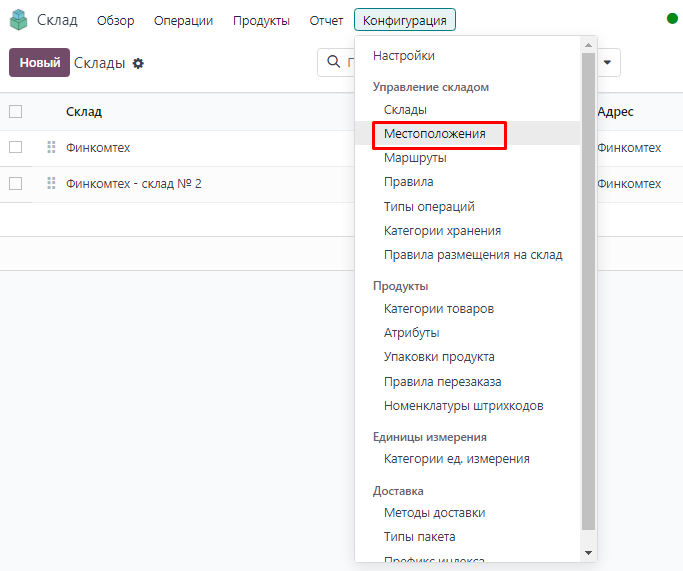 Склад Обзор Операции Продукты Отчет Конфигурация
Новый Склады
Настройки
Управление складом
Склад Адрес
Склады
Местоположения
Финкомтех Финкомтех
Маршруты
Финкомтех - склад № 2 Финкомтех
Правила
Типы операций
Категории хранения
Правила размещения на склад
Продукты
Категории товаров
Атрибуты
Упаковки продукта
Правила перезаказа
Номенклатуры штрихкодов
Единицы измерения
Категории ед. измерения
Доставка
Методы доставки
Типы пакета
Префикс индекса